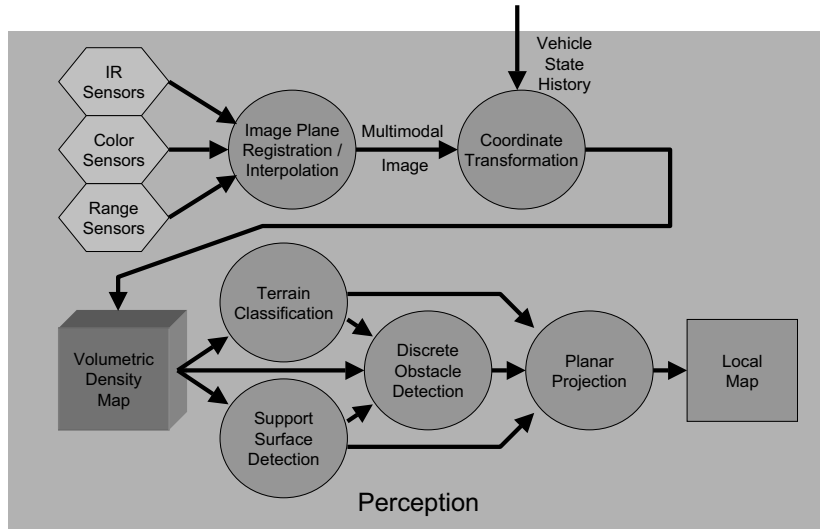 IR
Sensors
Color
Sensors
Range
Sensors
Image Plane
Registration /
Interpolation
Multimodal
Image
Vehicle
State
History
Coordinate
Transformation
Volumetric
Density
Map
Terrain
Classification
Support
Surface
Detection
Discrete
Obstacle
Detection
Planar
Projection
Local
Map
Perception